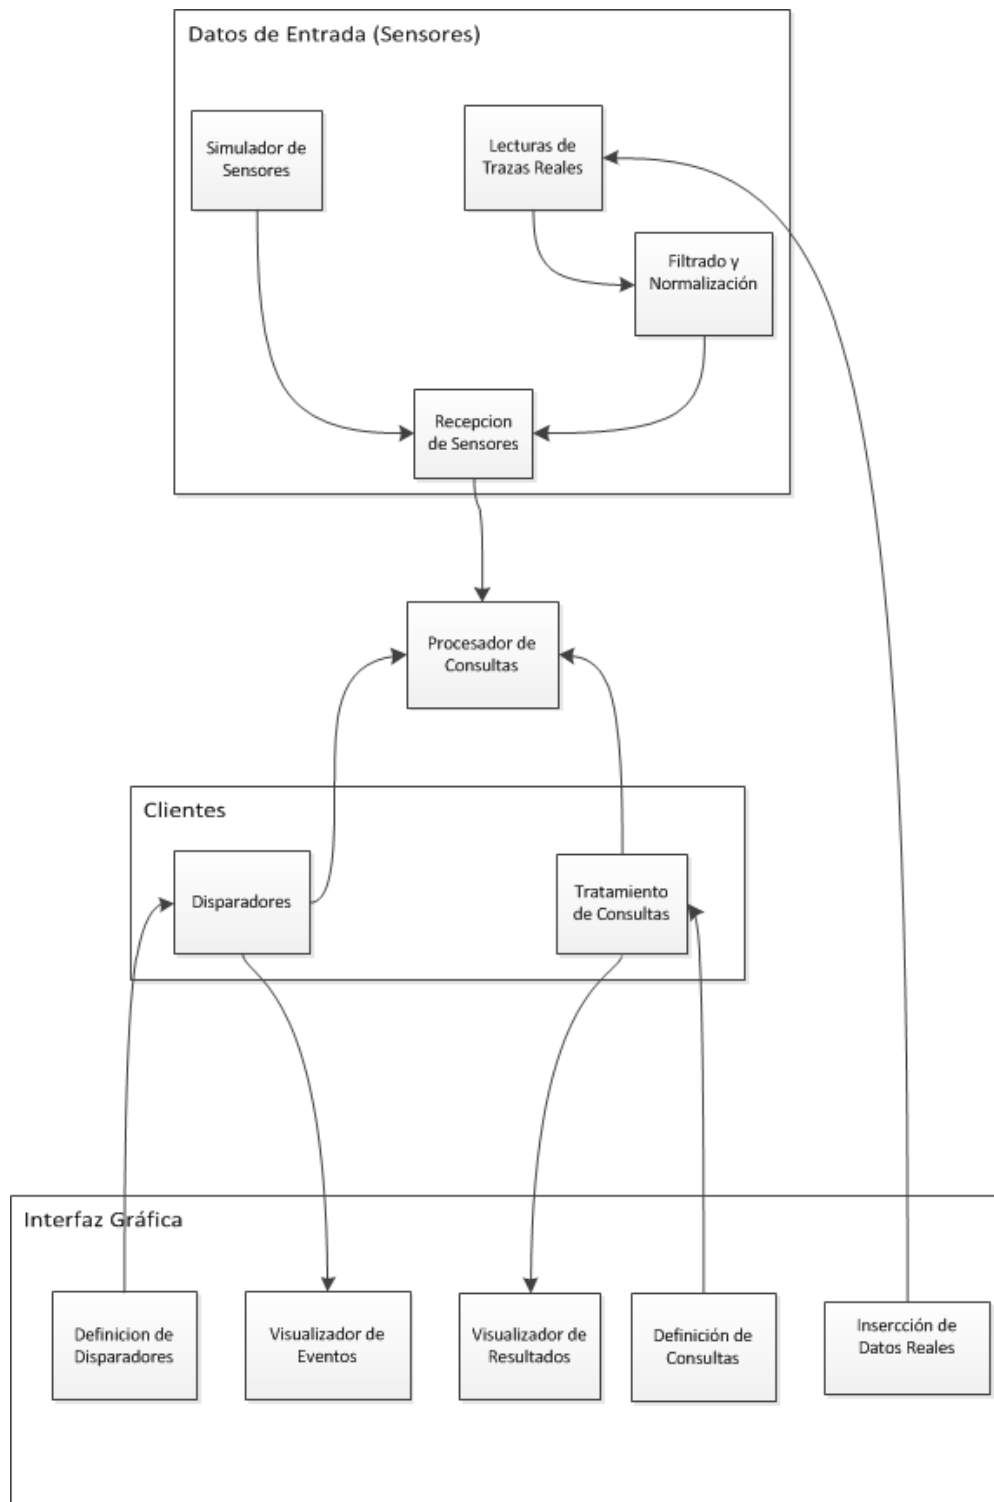 Datos de Entrada (Sensores)
Simulador de
Sensores
Lecturas de
Trazas Reales
Filtrado y
Normalización
Recepcion
de Sensores
Procesador de
Consultas
Clientes
Disparadores
Tratamiento
de Consultas
Interfaz Gráfica
Definicion de
Disparadores
Visualizador de
Eventos
Visualizador de
Resultados
Definición de
Consultas
Insercción de
Datos Reales